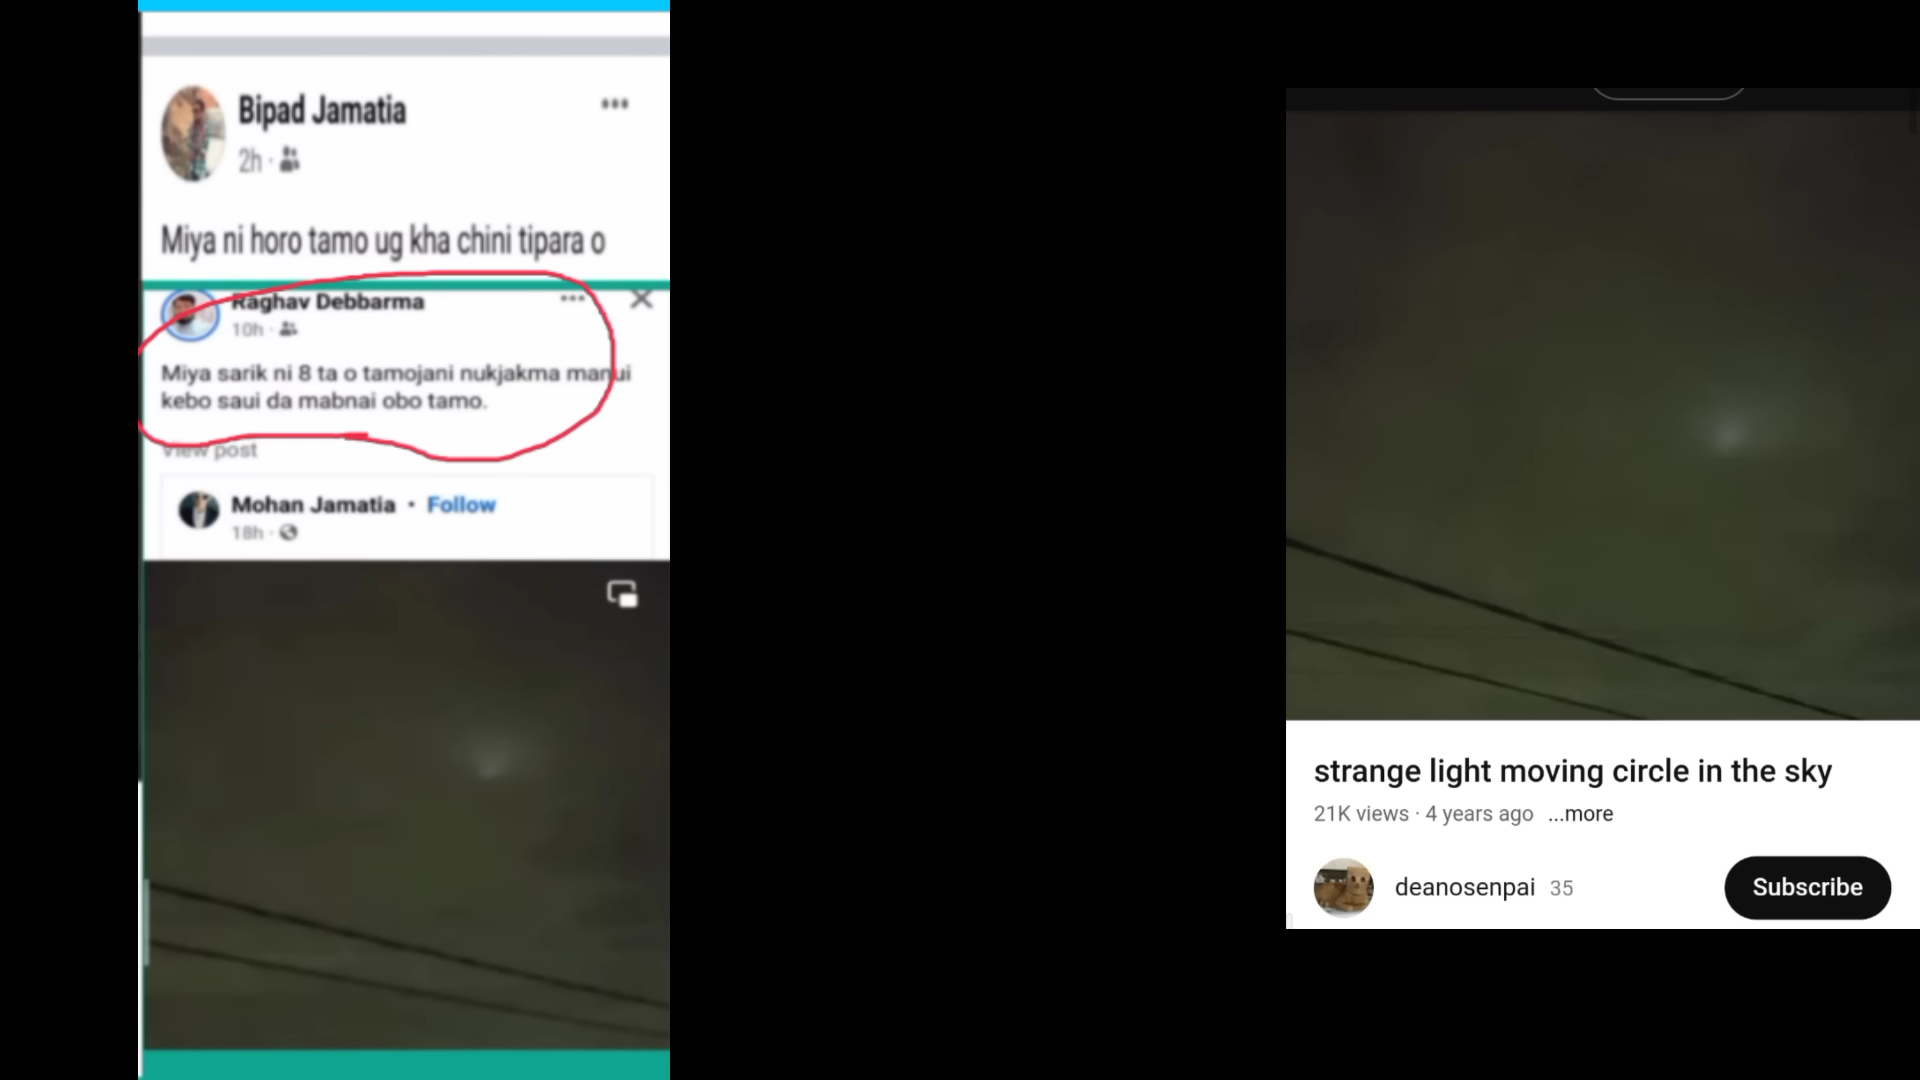 Bipad Jamatia
2h ·
Miya ni horo tamo ug kha chini tipara o
Raghav Debbarma
10h ·
Miya sarik ni 8 ta o tamojani nukjakma manui
kebo saui da mabnai obo tamo.
View post
Mohan Jamatia · Follow
18h ·
strange light moving circle in the sky
21K views · 4 years ago ...more
deanosenpai 35
Subscribe